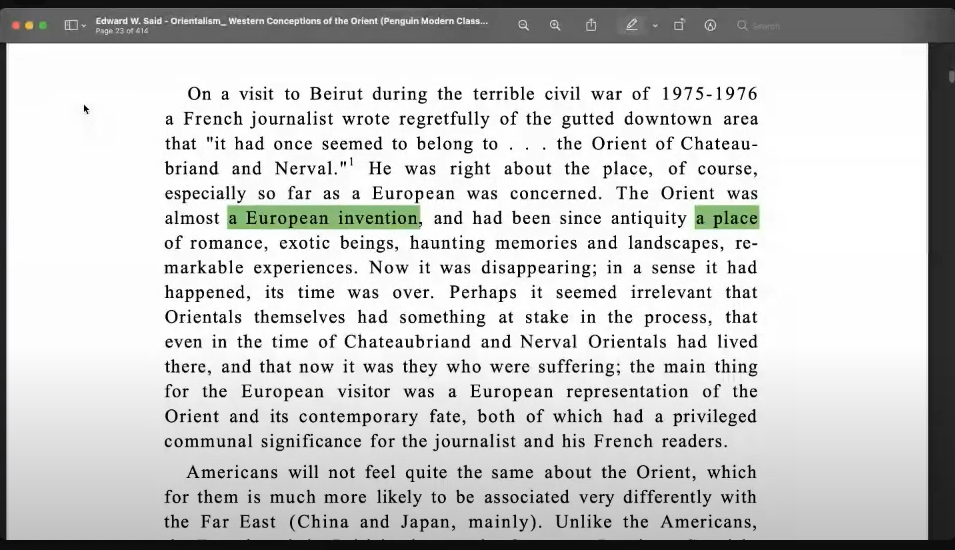 Edward W. Said - Orientalism_ Western Conceptions of the Orient (Penguin Modern Class...
Page 23 of 414
Search
On a visit to Beirut during the terrible civil war of 1975-1976
a French journalist wrote regretfully of the gutted downtown area
that "it had once seemed to belong to . . . the Orient of Chateau-
briand and Nerval."1 He was right about the place, of course,
especially so far as a European was concerned. The Orient was
almost a European invention, and had been since antiquity a place
of romance, exotic beings, haunting memories and landscapes, re-
markable experiences. Now it was disappearing; in a sense it had
happened, its time was over. Perhaps it seemed irrelevant that
Orientals themselves had something at stake in the process, that
even in the time of Chateaubriand and Nerval Orientals had lived
there, and that now it was they who were suffering; the main thing
for the European visitor was a European representation of the
Orient and its contemporary fate, both of which had a privileged
communal significance for the journalist and his French readers.
Americans will not feel quite the same about the Orient, which
for them is much more likely to be associated very differently with
the Far East (China and Japan, mainly). Unlike the Americans,